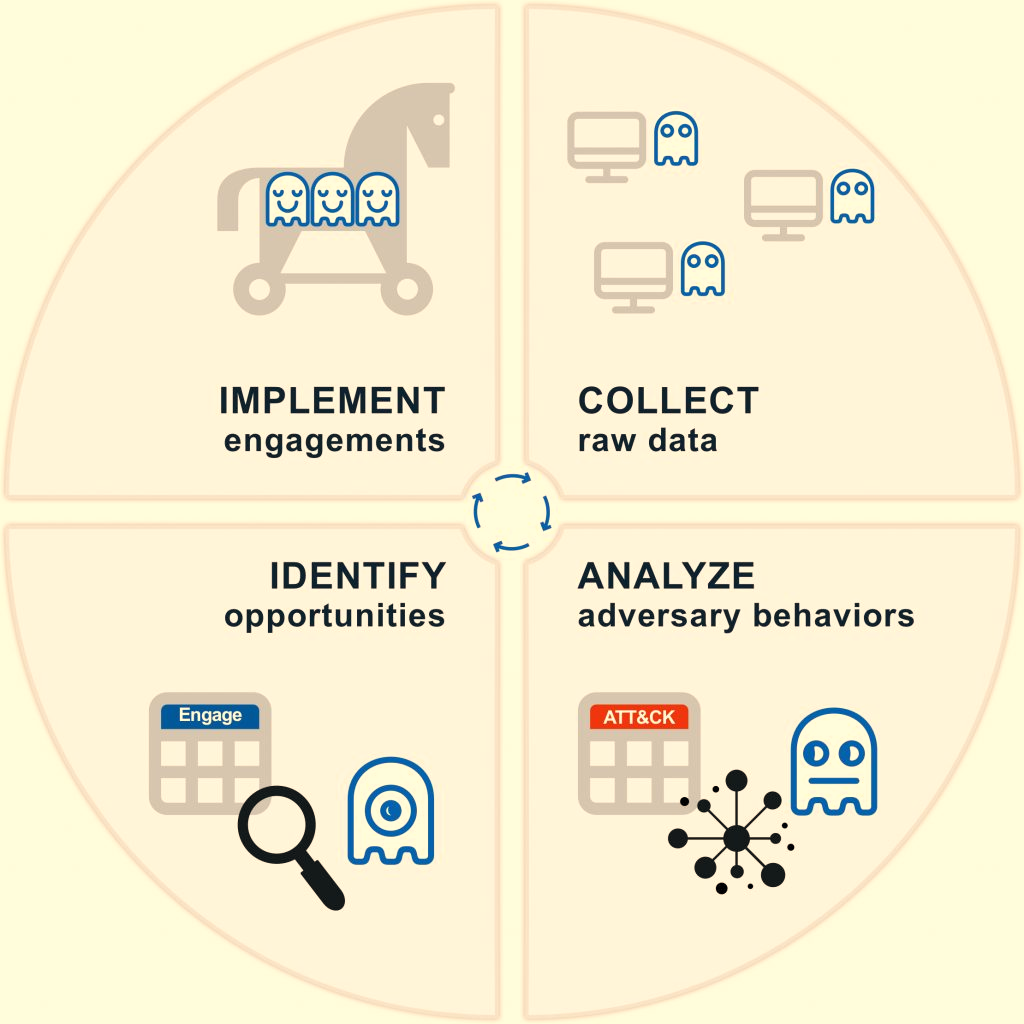 IMPLEMENT
engagements
COLLECT
raw data
IDENTIFY
opportunities
ANALYZE
adversary behaviors
Engage
ATT&CK